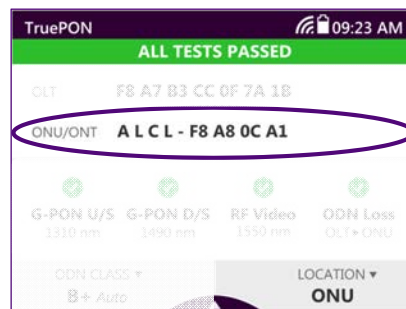 TruePON 09:23 AM
ALL TESTS PASSED
OLT F8 A7 B3 CC 0F 7A 1B
ONU/ONT A L C L - F8 A8 0C A1
G-PON U/S G-PON D/S RF Video ODN Loss
1310 nm 1490 nm 1550 nm OLT▸ONU
ODN CLASS ▾ LOCATION ▾
B+ Auto ONU